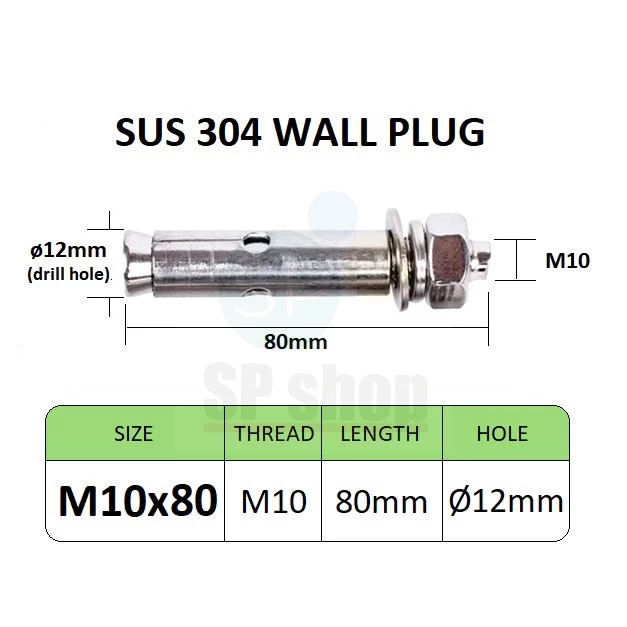 SUS 304 WALL PLUG
ø12mm
(drill hole)
M10
SP
80mm
SP shop
SIZE THREAD LENGTH HOLE
M10x80 M10 80mm Ø12mm